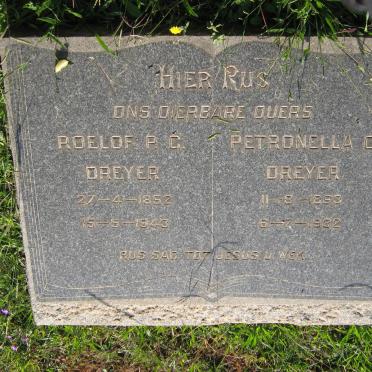 HIER RUS
ONS DIERBARE OUERS
ROELOF P. C. DREYER
27-4-1852
15-5-1943
PETRONELLA C
DREYER
11-8-1853
6-7-1932
RUS SAG TOT JESUS U WEK.